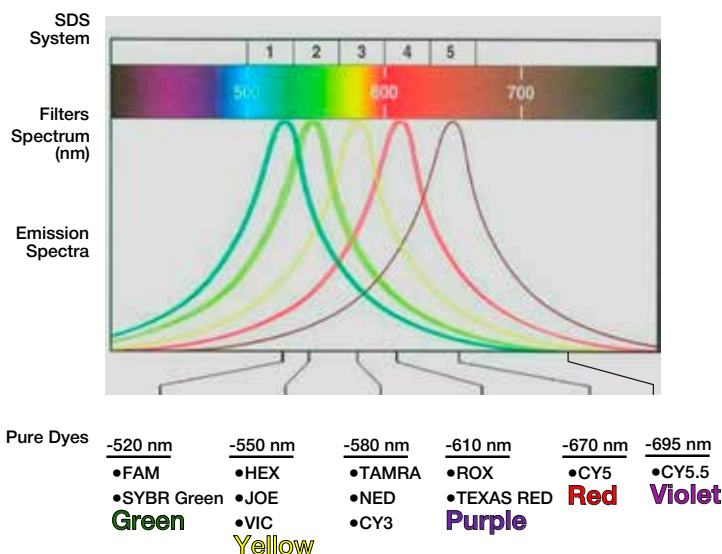 SDS
System
1 2 3 4 5
500 600 700
Filters
Spectrum
(nm)
Emission
Spectra
Pure Dyes
-520 nm
•FAM
•SYBR Green
Green
-550 nm
•HEX
•JOE
•VIC
Yellow
-580 nm
•TAMRA
•NED
•CY3
-610 nm
•ROX
•TEXAS RED
Purple
-670 nm
•CY5
Red
-695 nm
•CY5.5
Violet